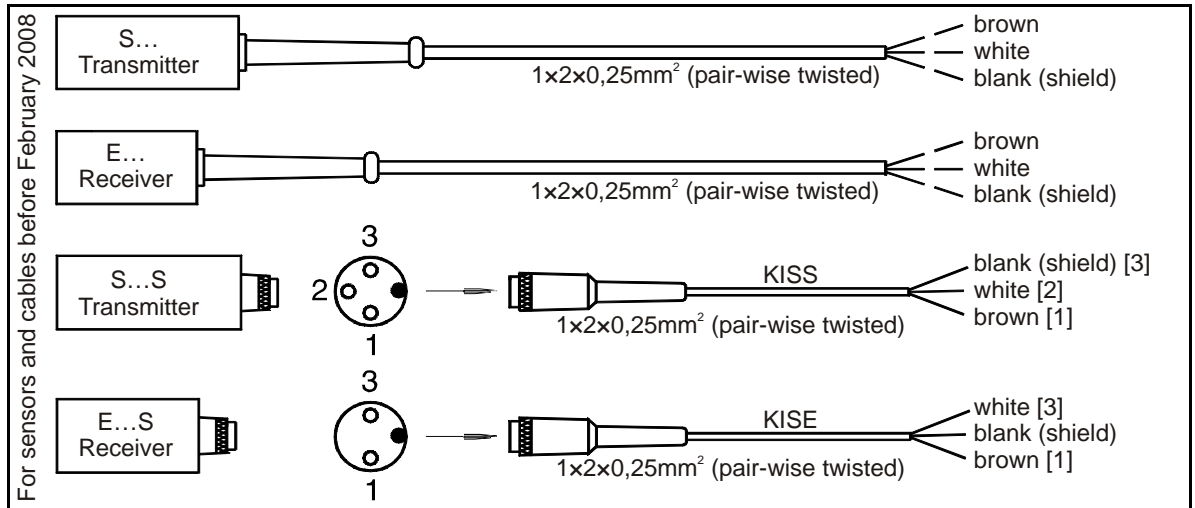 For sensors and cables before February 2008
S…
Transmitter
1×2×0,25mm² (pair-wise twisted)
brown
white
blank (shield)
E…
Receiver
1×2×0,25mm² (pair-wise twisted)
brown
white
blank (shield)
S…S
Transmitter
3
2
1
KISS
1×2×0,25mm² (pair-wise twisted)
blank (shield) [3]
white [2]
brown [1]
E…S
Receiver
3
1
KISE
1×2×0,25mm² (pair-wise twisted)
white [3]
blank (shield)
brown [1]